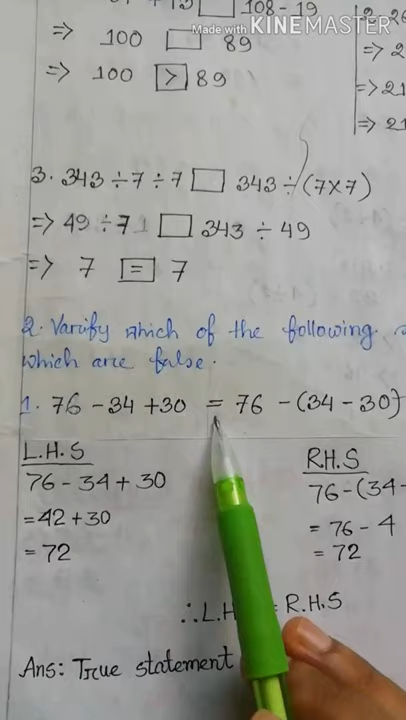 108-19
Made with KINEMASTER
=> 100 □ 89
=> 100 > 89
3. 343 ÷ 7 ÷ 7 □ 343 ÷ (7×7)
=> 49 ÷ 7 □ 343 ÷ 49
=> 7 = 7
2. Varify which of the following
which are false.
1. 76 - 34 + 30 = 76 - (34 - 30)
L.H.S
76 - 34 + 30
= 42 + 30
= 72
R.H.S
76 - (34 -
= 76 - 4
= 72
∴ L.H = R.H.S
Ans: True statement